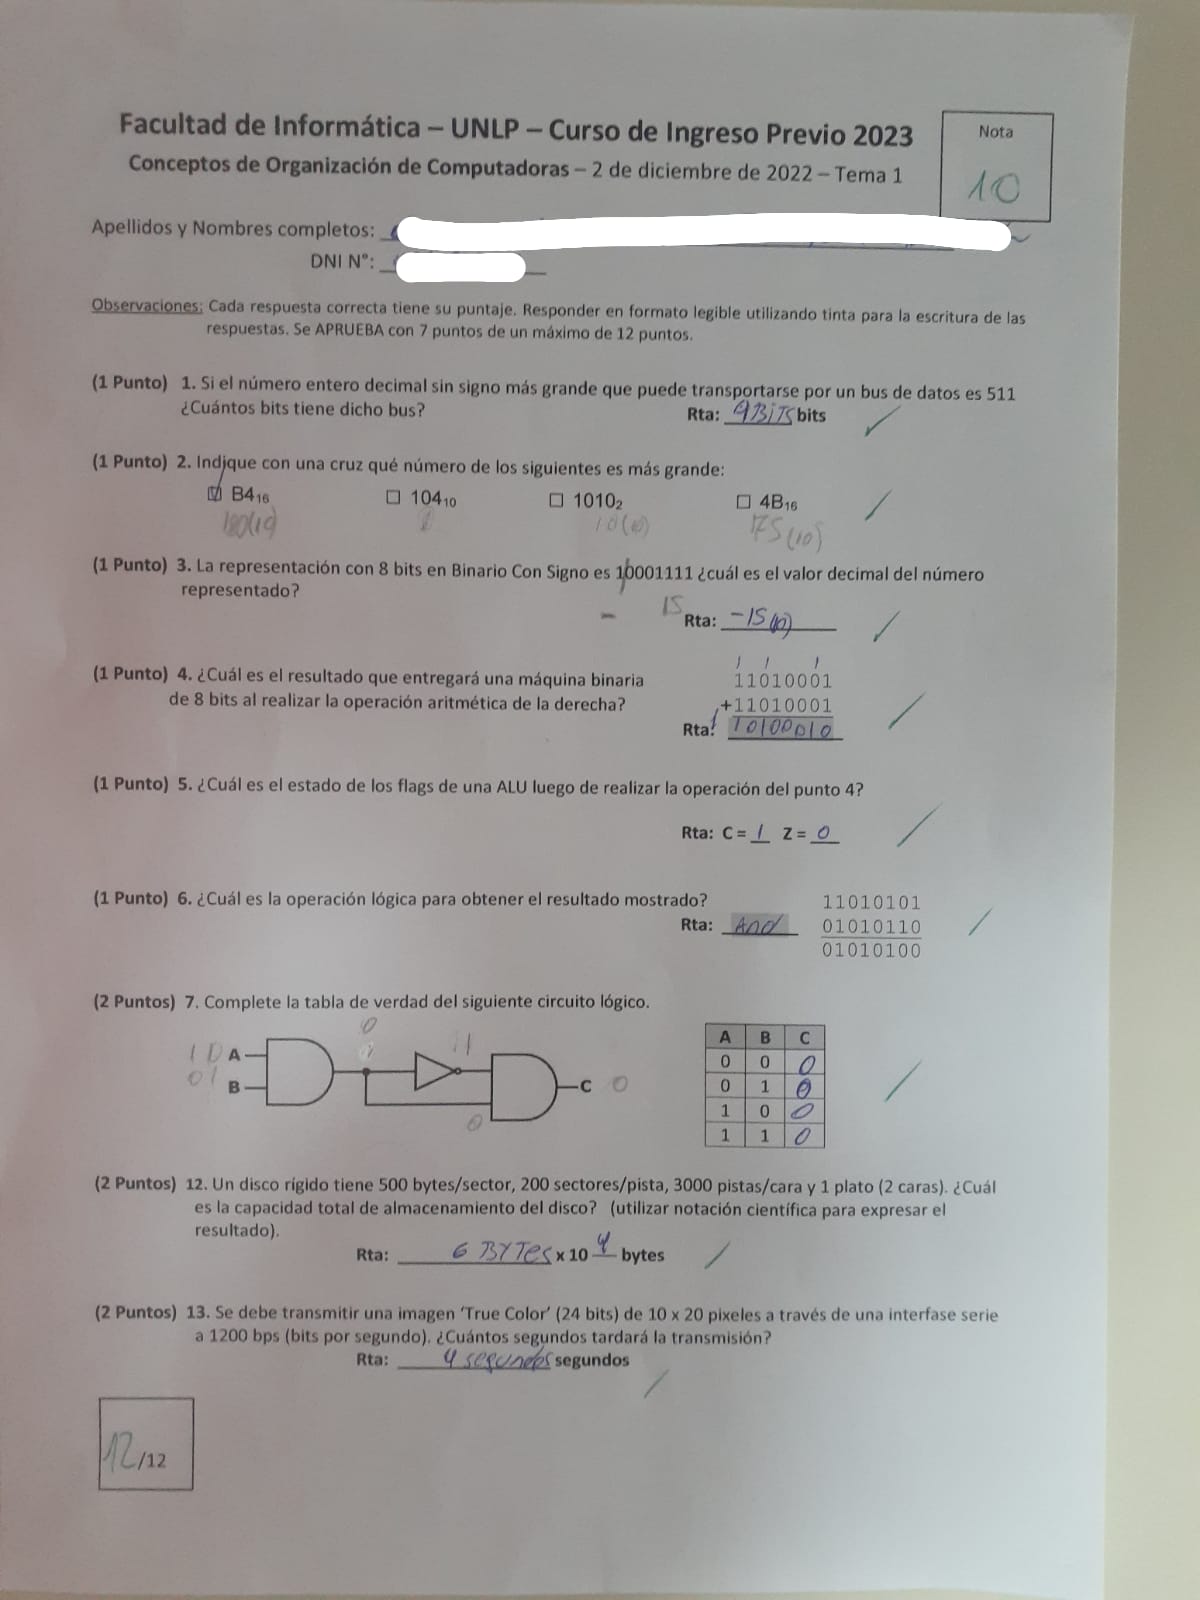 Facultad de Informática – UNLP – Curso de Ingreso Previo 2023
Conceptos de Organización de Computadoras – 2 de diciembre de 2022 – Tema 1
Nota
10
Apellidos y Nombres completos:
DNI N°:
Observaciones: Cada respuesta correcta tiene su puntaje. Responder en formato legible utilizando tinta para la escritura de las
respuestas. Se APRUEBA con 7 puntos de un máximo de 12 puntos.
(1 Punto) 1. Si el número entero decimal sin signo más grande que puede transportarse por un bus de datos es 511
¿Cuántos bits tiene dicho bus? Rta: 9 BiTS bits
(1 Punto) 2. Indique con una cruz qué número de los siguientes es más grande:
B4₁₆ 104₁₀ 1010₂ 4B₁₆
180(10) 10(10) 75(10)
(1 Punto) 3. La representación con 8 bits en Binario Con Signo es 10001111 ¿cuál es el valor decimal del número
representado?
- 15 Rta: -15(10)
(1 Punto) 4. ¿Cuál es el resultado que entregará una máquina binaria
de 8 bits al realizar la operación aritmética de la derecha?
1 1 1
11010001
+11010001
Rta: 1 10100010
(1 Punto) 5. ¿Cuál es el estado de los flags de una ALU luego de realizar la operación del punto 4?
Rta: C = 1 Z = 0
(1 Punto) 6. ¿Cuál es la operación lógica para obtener el resultado mostrado?
Rta: And
11010101
01010110
01010100
(2 Puntos) 7. Complete la tabla de verdad del siguiente circuito lógico.
0
1 0 A 1
0 1 B C 0
0
A B C
0 0 0
0 1 0
1 0 0
1 1 0
(2 Puntos) 12. Un disco rígido tiene 500 bytes/sector, 200 sectores/pista, 3000 pistas/cara y 1 plato (2 caras). ¿Cuál
es la capacidad total de almacenamiento del disco? (utilizar notación científica para expresar el
resultado).
Rta: 6 BYTES x 10 bytes
(2 Puntos) 13. Se debe transmitir una imagen ‘True Color’ (24 bits) de 10 x 20 pixeles a través de una interfase serie
a 1200 bps (bits por segundo). ¿Cuántos segundos tardará la transmisión?
Rta: 4 segundos segundos
12/12